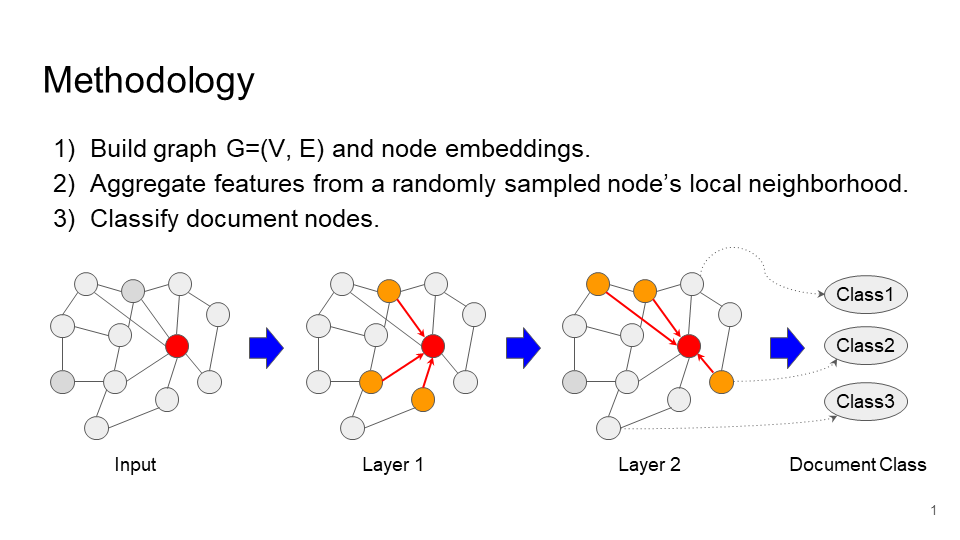 Methodology
1) Build graph G=(V, E) and node embeddings.
2) Aggregate features from a randomly sampled node’s local neighborhood.
3) Classify document nodes.
Class1
Class2
Class3
Input
Layer 1
Layer 2
Document Class
1